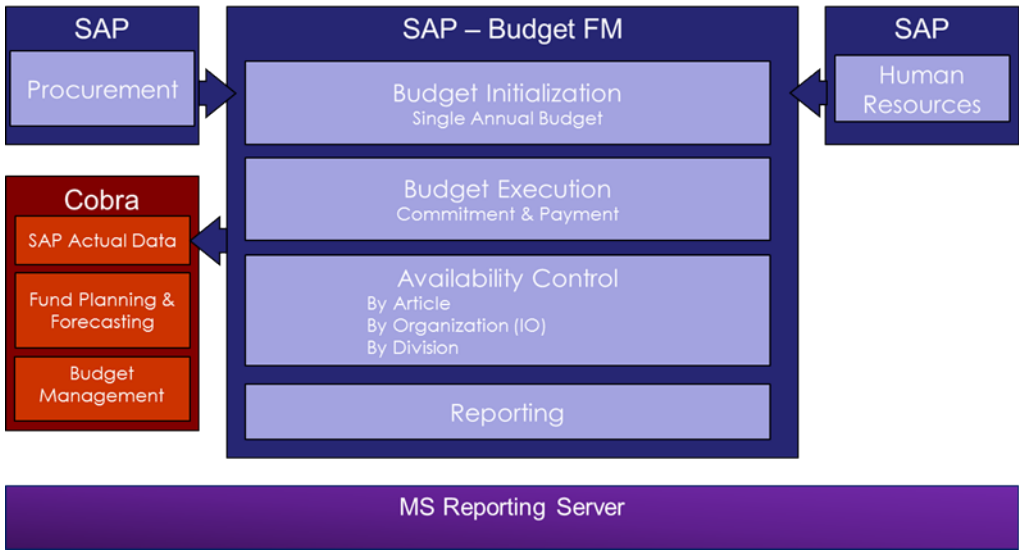 SAP
Procurement
SAP – Budget FM
Budget Initialization
Single Annual Budget
Budget Execution
Commitment & Payment
Availability Control
By Article
By Organization (IO)
By Division
Reporting
SAP
Human
Resources
Cobra
SAP Actual Data
Fund Planning &
Forecasting
Budget
Management
MS Reporting Server